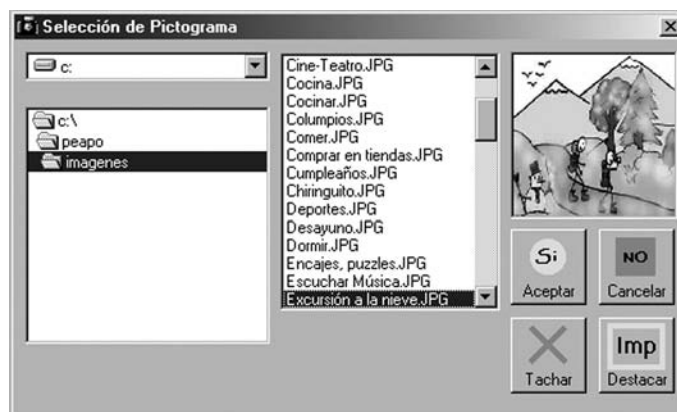 Selección de Pictograma
c:
c:\
peapo
imagenes
Cine-Teatro.JPG
Cocina.JPG
Cocinar.JPG
Columpios.JPG
Comer.JPG
Comprar en tiendas.JPG
Cumpleaños.JPG
Chiringuito.JPG
Deportes.JPG
Desayuno.JPG
Dormir.JPG
Encajes, puzzles.JPG
Escuchar Música.JPG
Excursión a la nieve.JPG
Si
Aceptar
NO
Cancelar
Tachar
Imp
Destacar